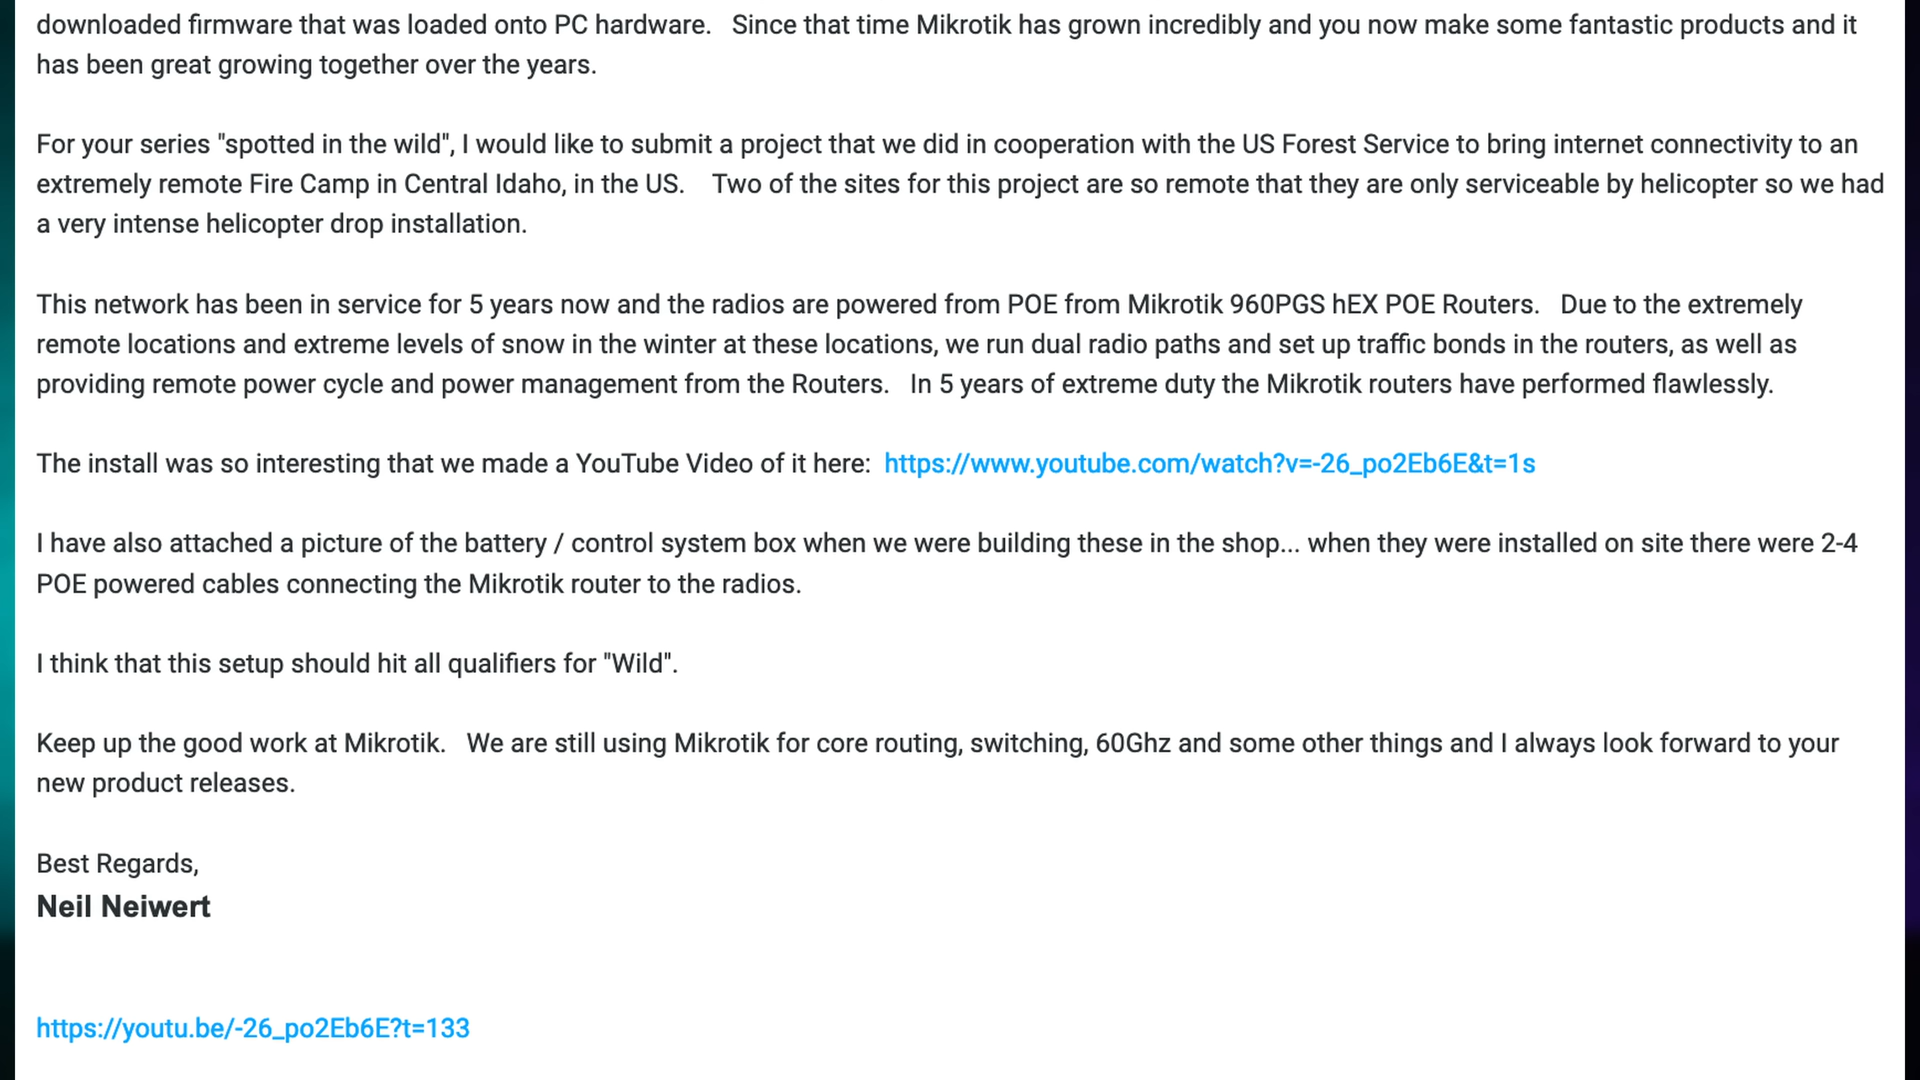 downloaded firmware that was loaded onto PC hardware.   Since that time Mikrotik has grown incredibly and you now make some fantastic products and it
has been great growing together over the years.
For your series "spotted in the wild", I would like to submit a project that we did in cooperation with the US Forest Service to bring internet connectivity to an
extremely remote Fire Camp in Central Idaho, in the US.    Two of the sites for this project are so remote that they are only serviceable by helicopter so we had
a very intense helicopter drop installation.
This network has been in service for 5 years now and the radios are powered from POE from Mikrotik 960PGS hEX POE Routers.   Due to the extremely
remote locations and extreme levels of snow in the winter at these locations, we run dual radio paths and set up traffic bonds in the routers, as well as
providing remote power cycle and power management from the Routers.   In 5 years of extreme duty the Mikrotik routers have performed flawlessly.
The install was so interesting that we made a YouTube Video of it here:  https://www.youtube.com/watch?v=-26_po2Eb6E&t=1s
I have also attached a picture of the battery / control system box when we were building these in the shop... when they were installed on site there were 2-4
POE powered cables connecting the Mikrotik router to the radios.
I think that this setup should hit all qualifiers for "Wild".
Keep up the good work at Mikrotik.   We are still using Mikrotik for core routing, switching, 60Ghz and some other things and I always look forward to your
new product releases.
Best Regards,
Neil Neiwert
https://youtu.be/-26_po2Eb6E?t=133